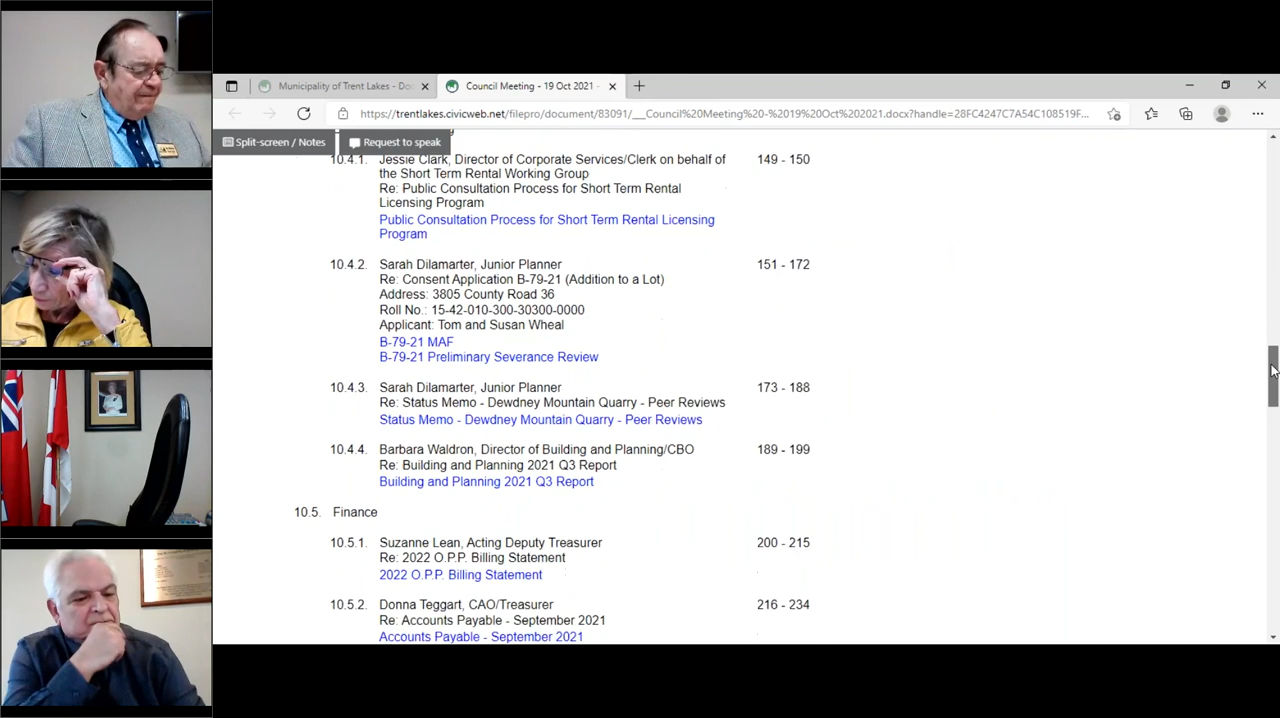 Municipality of Trent Lakes - Doc
Council Meeting - 19 Oct 2021 -
https://trentlakes.civicweb.net/filepro/document/83091/__Council%20Meeting%20-%2019%20Oct%202021.docx?handle=28FC4247C7A54C108519F...
Split-screen / Notes
Request to speak
10.4.1. Jessie Clark, Director of Corporate Services/Clerk on behalf of 149 - 150
the Short Term Rental Working Group
Re: Public Consultation Process for Short Term Rental
Licensing Program
Public Consultation Process for Short Term Rental Licensing
Program
10.4.2. Sarah Dilamarter, Junior Planner 151 - 172
Re: Consent Application B-79-21 (Addition to a Lot)
Address: 3805 County Road 36
Roll No.: 15-42-010-300-30300-0000
Applicant: Tom and Susan Wheal
B-79-21 MAF
B-79-21 Preliminary Severance Review
10.4.3. Sarah Dilamarter, Junior Planner 173 - 188
Re: Status Memo - Dewdney Mountain Quarry - Peer Reviews
Status Memo - Dewdney Mountain Quarry - Peer Reviews
10.4.4. Barbara Waldron, Director of Building and Planning/CBO 189 - 199
Re: Building and Planning 2021 Q3 Report
Building and Planning 2021 Q3 Report
10.5. Finance
10.5.1. Suzanne Lean, Acting Deputy Treasurer 200 - 215
Re: 2022 O.P.P. Billing Statement
2022 O.P.P. Billing Statement
10.5.2. Donna Teggart, CAO/Treasurer 216 - 234
Re: Accounts Payable - September 2021
Accounts Payable - September 2021